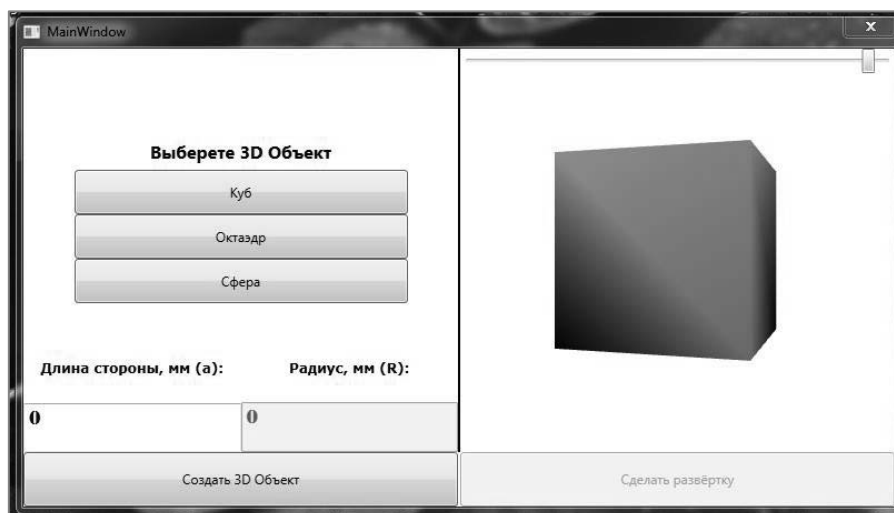 MainWindow
Выберете 3D Объект
Куб
Октаэдр
Сфера
Длина стороны, мм (a): Радиус, мм (R):
0 0
Создать 3D Объект Сделать развёртку